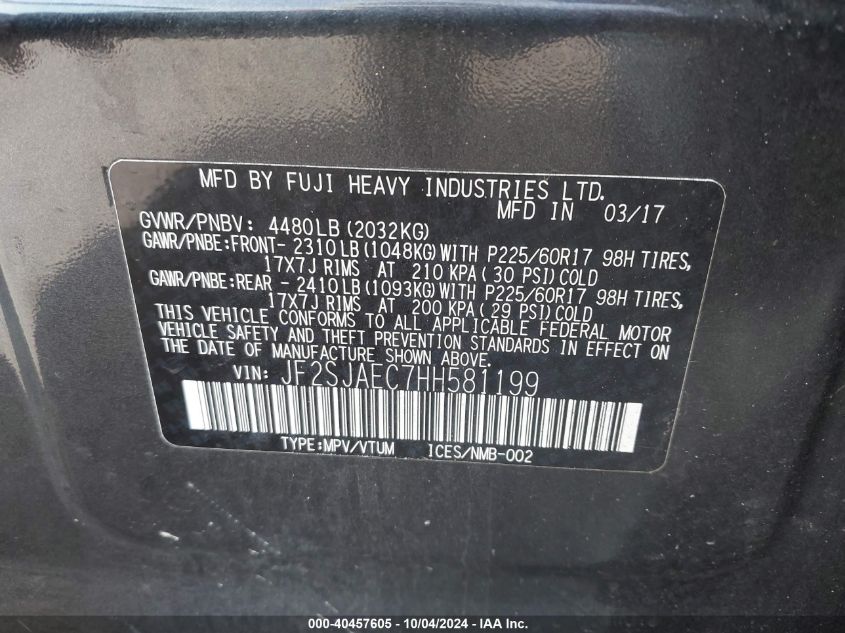 MFD BY FUJI HEAVY INDUSTRIES LTD.
MFD IN 03/17
GVWR/PNBV: 4480LB (2032KG)
GAWR/PNBE:FRONT- 2310LB (1048KG) WITH P225/60R17 98H TIRES,
17X7J RIMS AT 210 KPA (30 PSI) COLD
GAWR/PNBE:REAR - 2410LB (1093KG) WITH P225/60R17 98H TIRES,
17X7J RIMS AT 200 KPA (29 PSI) COLD
THIS VEHICLE CONFORMS TO ALL APPLICABLE FEDERAL MOTOR
VEHICLE SAFETY AND THEFT PREVENTION STANDARDS IN EFFECT ON
THE DATE OF MANUFACTURE SHOWN ABOVE.
VIN: JF2SJAEC7HH581199
TYPE:MPV/VTUM ICES/NMB-002
000-40457605 - 10/04/2024 - IAA Inc.